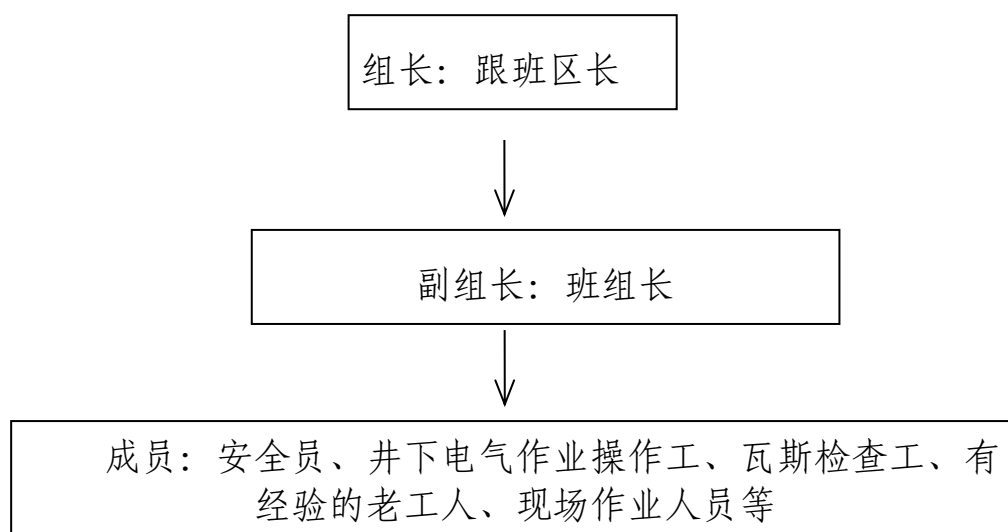 组长：跟班区长
副组长：班组长
成员：安全员、井下电气作业操作工、瓦斯检查工、有
经验的老工人、现场作业人员等